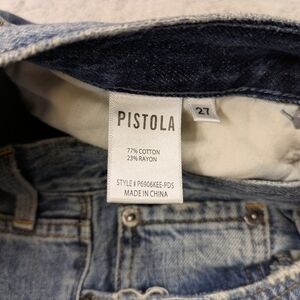 PISTOLA
27
77% COTTON
23% RAYON
STYLE # P6906KEE-PDS
MADE IN CHINA